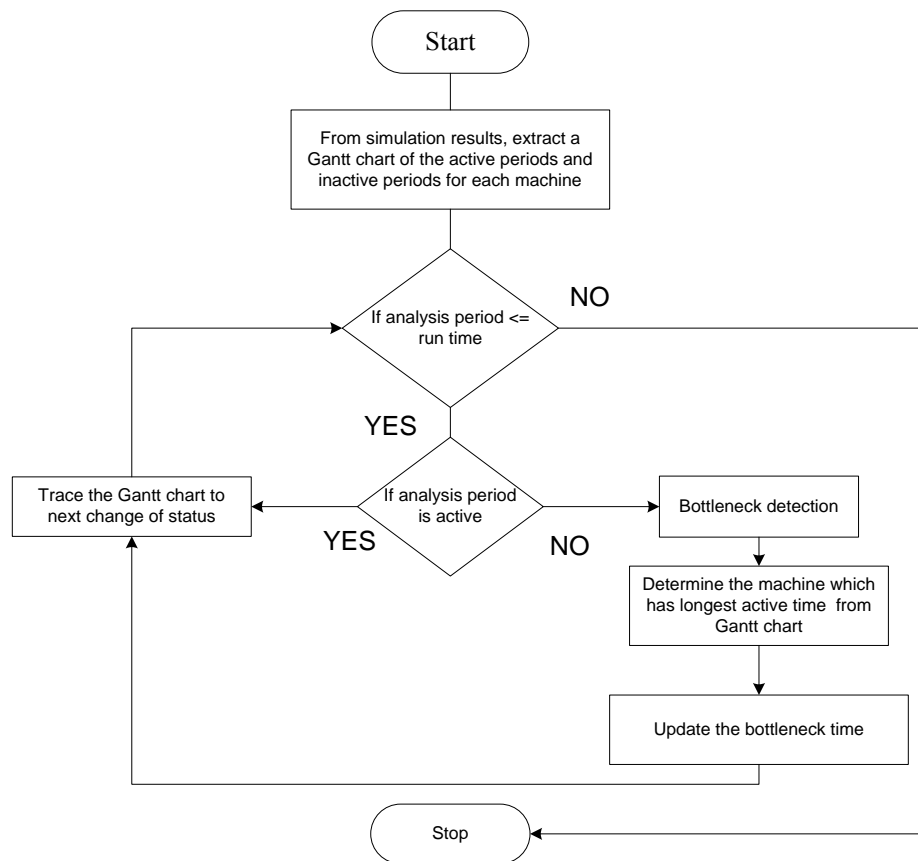 Start
From simulation results, extract a
Gantt chart of the active periods and
inactive periods for each machine
If analysis period <=
run time
NO
YES
If analysis period
is active
YES
NO
Trace the Gantt chart to
next change of status
Bottleneck detection
Determine the machine which
has longest active time from
Gantt chart
Update the bottleneck time
Stop